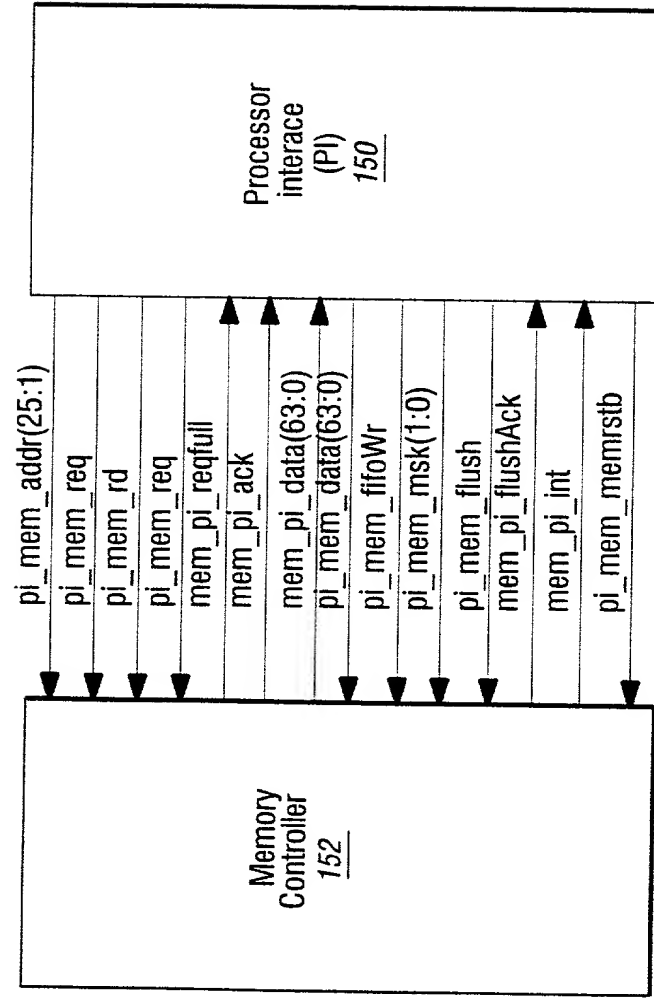 Processor
interace
(PI)
150
pi_mem_addr(25:1)
pi_mem_req
pi_mem_rd
pi_mem_req
mem_pi_reqfull
mem_pi_ack
mem_pi_data(63:0)
pi_mem_data(63:0)
pi_mem_fifoWr
pi_mem_msk(1:0)
pi_mem_flush
mem_pi_flushAck
mem_pi_int
pi_mem_memrstb
Memory
Controller
152